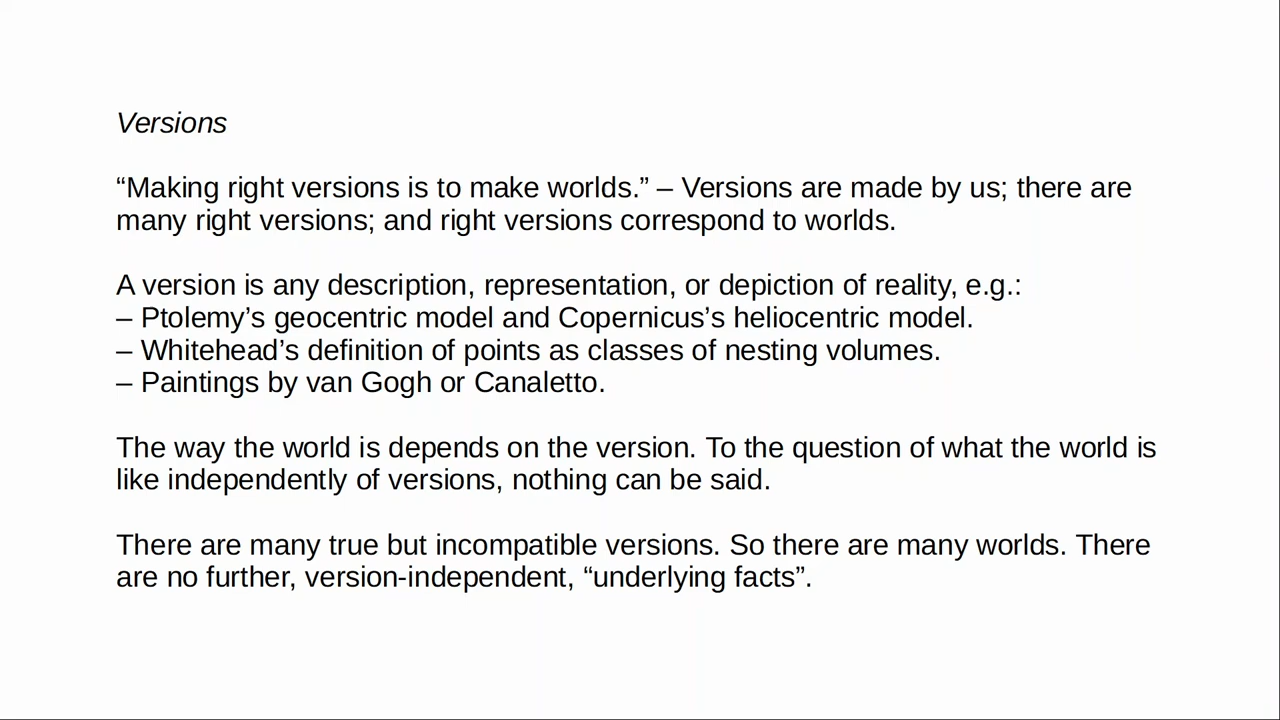 Versions
“Making right versions is to make worlds.” – Versions are made by us; there are
many right versions; and right versions correspond to worlds.
A version is any description, representation, or depiction of reality, e.g.:
– Ptolemy’s geocentric model and Copernicus’s heliocentric model.
– Whitehead’s definition of points as classes of nesting volumes.
– Paintings by van Gogh or Canaletto.
The way the world is depends on the version. To the question of what the world is
like independently of versions, nothing can be said.
There are many true but incompatible versions. So there are many worlds. There
are no further, version-independent, “underlying facts”.